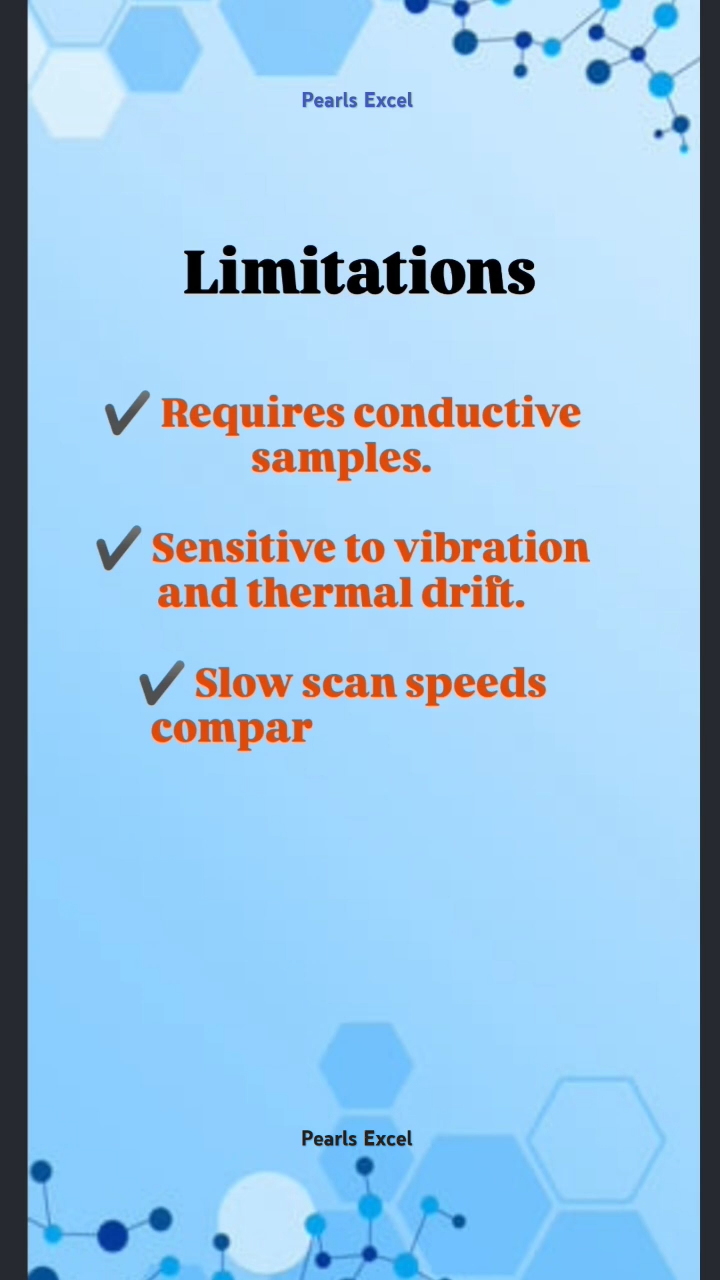 Pearls Excel
Limitations
✔ Requires conductive
samples.
✔ Sensitive to vibration
and thermal drift.
✔ Slow scan speeds
compar
Pearls Excel